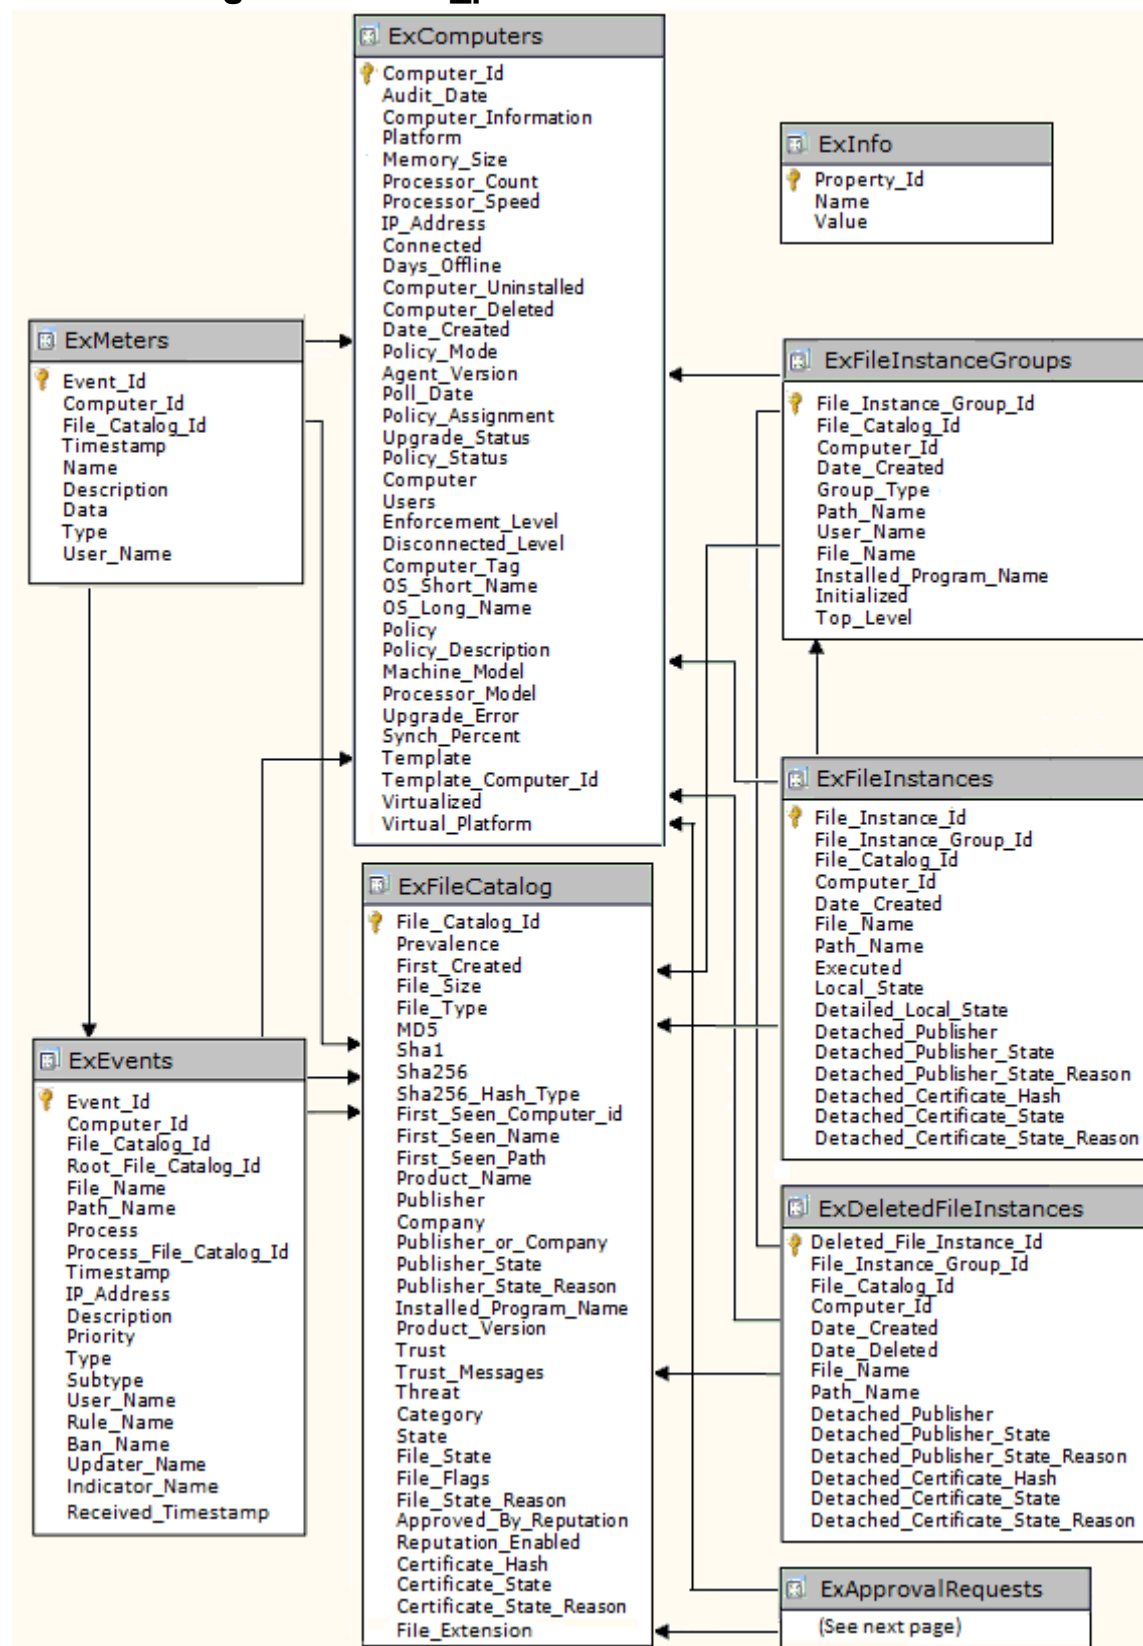 ExComputers
Computer_Id
Audit_Date
Computer_Information
Platform
Memory_Size
Processor_Count
Processor_Speed
IP_Address
Connected
Days_Offline
Computer_Uninstalled
Computer_Deleted
Date_Created
Policy_Mode
Agent_Version
Poll_Date
Policy_Assignment
Upgrade_Status
Policy_Status
Computer
Users
Enforcement_Level
Disconnected_Level
Computer_Tag
OS_Short_Name
OS_Long_Name
Policy
Policy_Description
Machine_Model
Processor_Model
Upgrade_Error
Synch_Percent
Template
Template_Computer_Id
Virtualized
Virtual_Platform
ExInfo
Property_Id
Name
Value
ExMeters
Event_Id
Computer_Id
File_Catalog_Id
Timestamp
Name
Description
Data
Type
User_Name
ExFileInstanceGroups
File_Instance_Group_Id
File_Catalog_Id
Computer_Id
Date_Created
Group_Type
Path_Name
User_Name
File_Name
Installed_Program_Name
Initialized
Top_Level
ExFileInstances
File_Instance_Id
File_Instance_Group_Id
File_Catalog_Id
Computer_Id
Date_Created
File_Name
Path_Name
Executed
Local_State
Detailed_Local_State
Detached_Publisher
Detached_Publisher_State
Detached_Publisher_State_Reason
Detached_Certificate_Hash
Detached_Certificate_State
Detached_Certificate_State_Reason
ExFileCatalog
File_Catalog_Id
Prevalence
First_Created
File_Size
File_Type
MD5
Sha1
Sha256
Sha256_Hash_Type
First_Seen_Computer_id
First_Seen_Name
First_Seen_Path
Product_Name
Publisher
Company
Publisher_or_Company
Publisher_State
Publisher_State_Reason
Installed_Program_Name
Product_Version
Trust
Trust_Messages
Threat
Category
State
File_State
File_Flags
File_State_Reason
Approved_By_Reputation
Reputation_Enabled
Certificate_Hash
Certificate_State
Certificate_State_Reason
File_Extension
ExEvents
Event_Id
Computer_Id
File_Catalog_Id
Root_File_Catalog_Id
File_Name
Path_Name
Process
Process_File_Catalog_Id
Timestamp
IP_Address
Description
Priority
Type
Subtype
User_Name
Rule_Name
Ban_Name
Updater_Name
Indicator_Name
Received_Timestamp
ExDeletedFileInstances
Deleted_File_Instance_Id
File_Instance_Group_Id
File_Catalog_Id
Computer_Id
Date_Created
Date_Deleted
File_Name
Path_Name
Detached_Publisher
Detached_Publisher_State
Detached_Publisher_State_Reason
Detached_Certificate_Hash
Detached_Certificate_State
Detached_Certificate_State_Reason
ExApprovalRequests
(See next page)